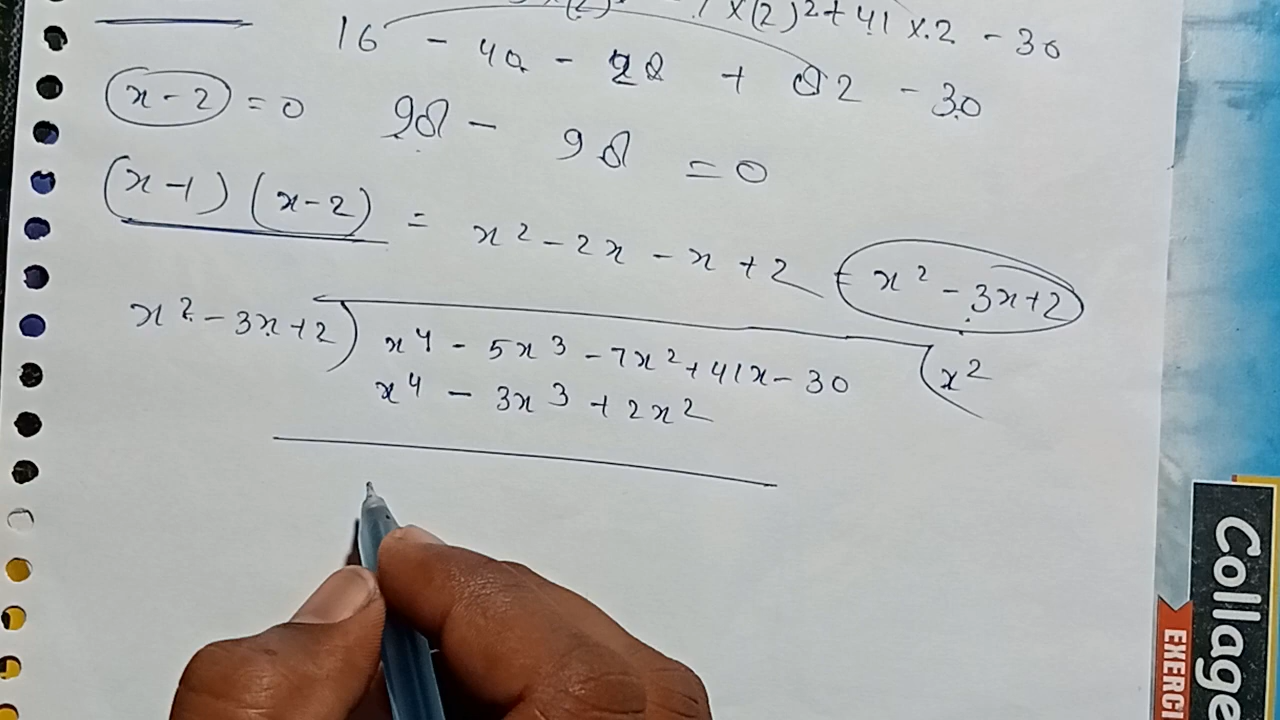 ×(2)² + 41 × 2 - 30
16 - 40 - 28 + 82 - 30
(x-2) = 0 98 - 98 = 0
(x-1) (x-2) = x² - 2x - x + 2 = x² - 3x+2
x² - 3x+2) x⁴ - 5x³ - 7x² + 41x - 30 (x²
x⁴ - 3x³ + 2x²
Collage
EXERCI